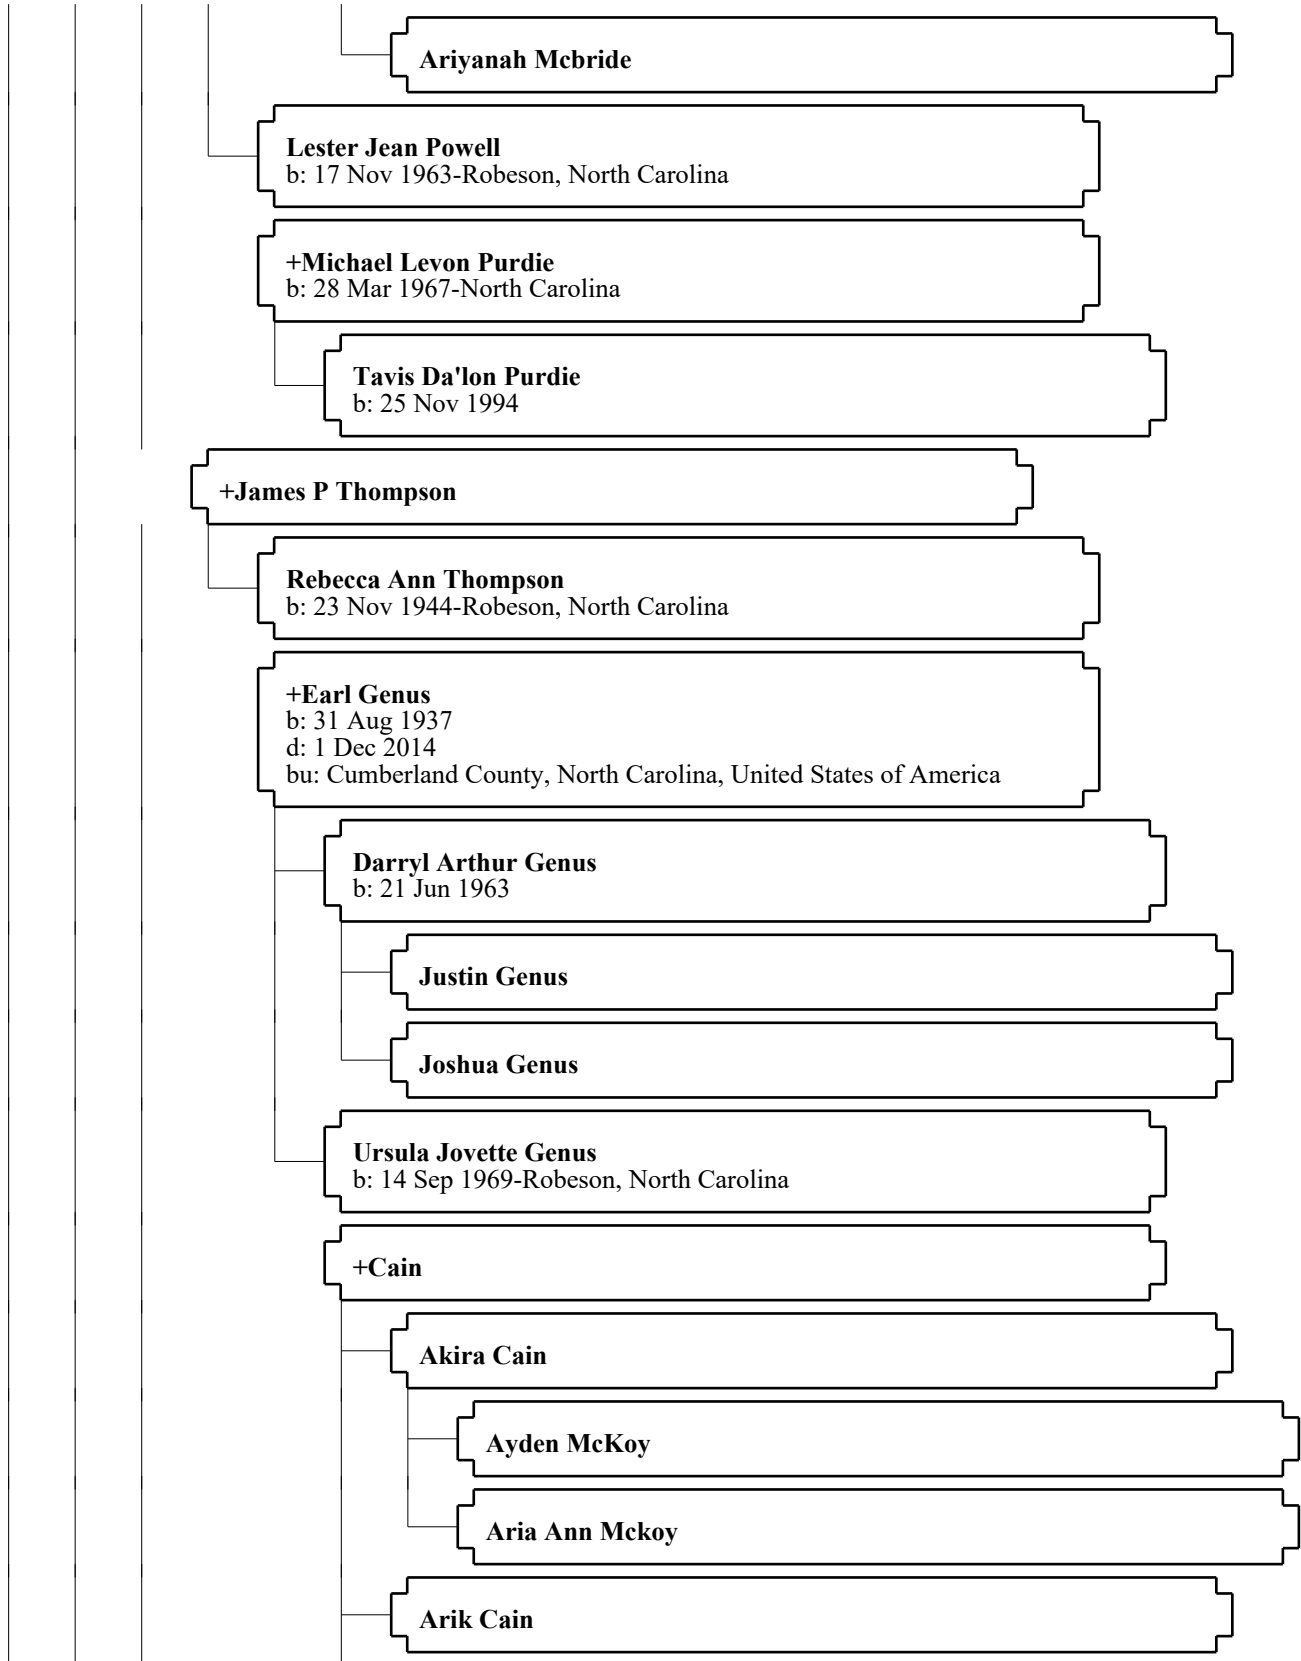 Ariyanah Mcbride
Lester Jean Powell
b: 17 Nov 1963-Robeson, North Carolina
+Michael Levon Purdie
b: 28 Mar 1967-North Carolina
Tavis Da'lon Purdie
b: 25 Nov 1994
+James P Thompson
Rebecca Ann Thompson
b: 23 Nov 1944-Robeson, North Carolina
+Earl Genus
b: 31 Aug 1937
d: 1 Dec 2014
bu: Cumberland County, North Carolina, United States of America
Darryl Arthur Genus
b: 21 Jun 1963
Justin Genus
Joshua Genus
Ursula Jovette Genus
b: 14 Sep 1969-Robeson, North Carolina
+Cain
Akira Cain
Ayden McKoy
Aria Ann Mckoy
Arik Cain